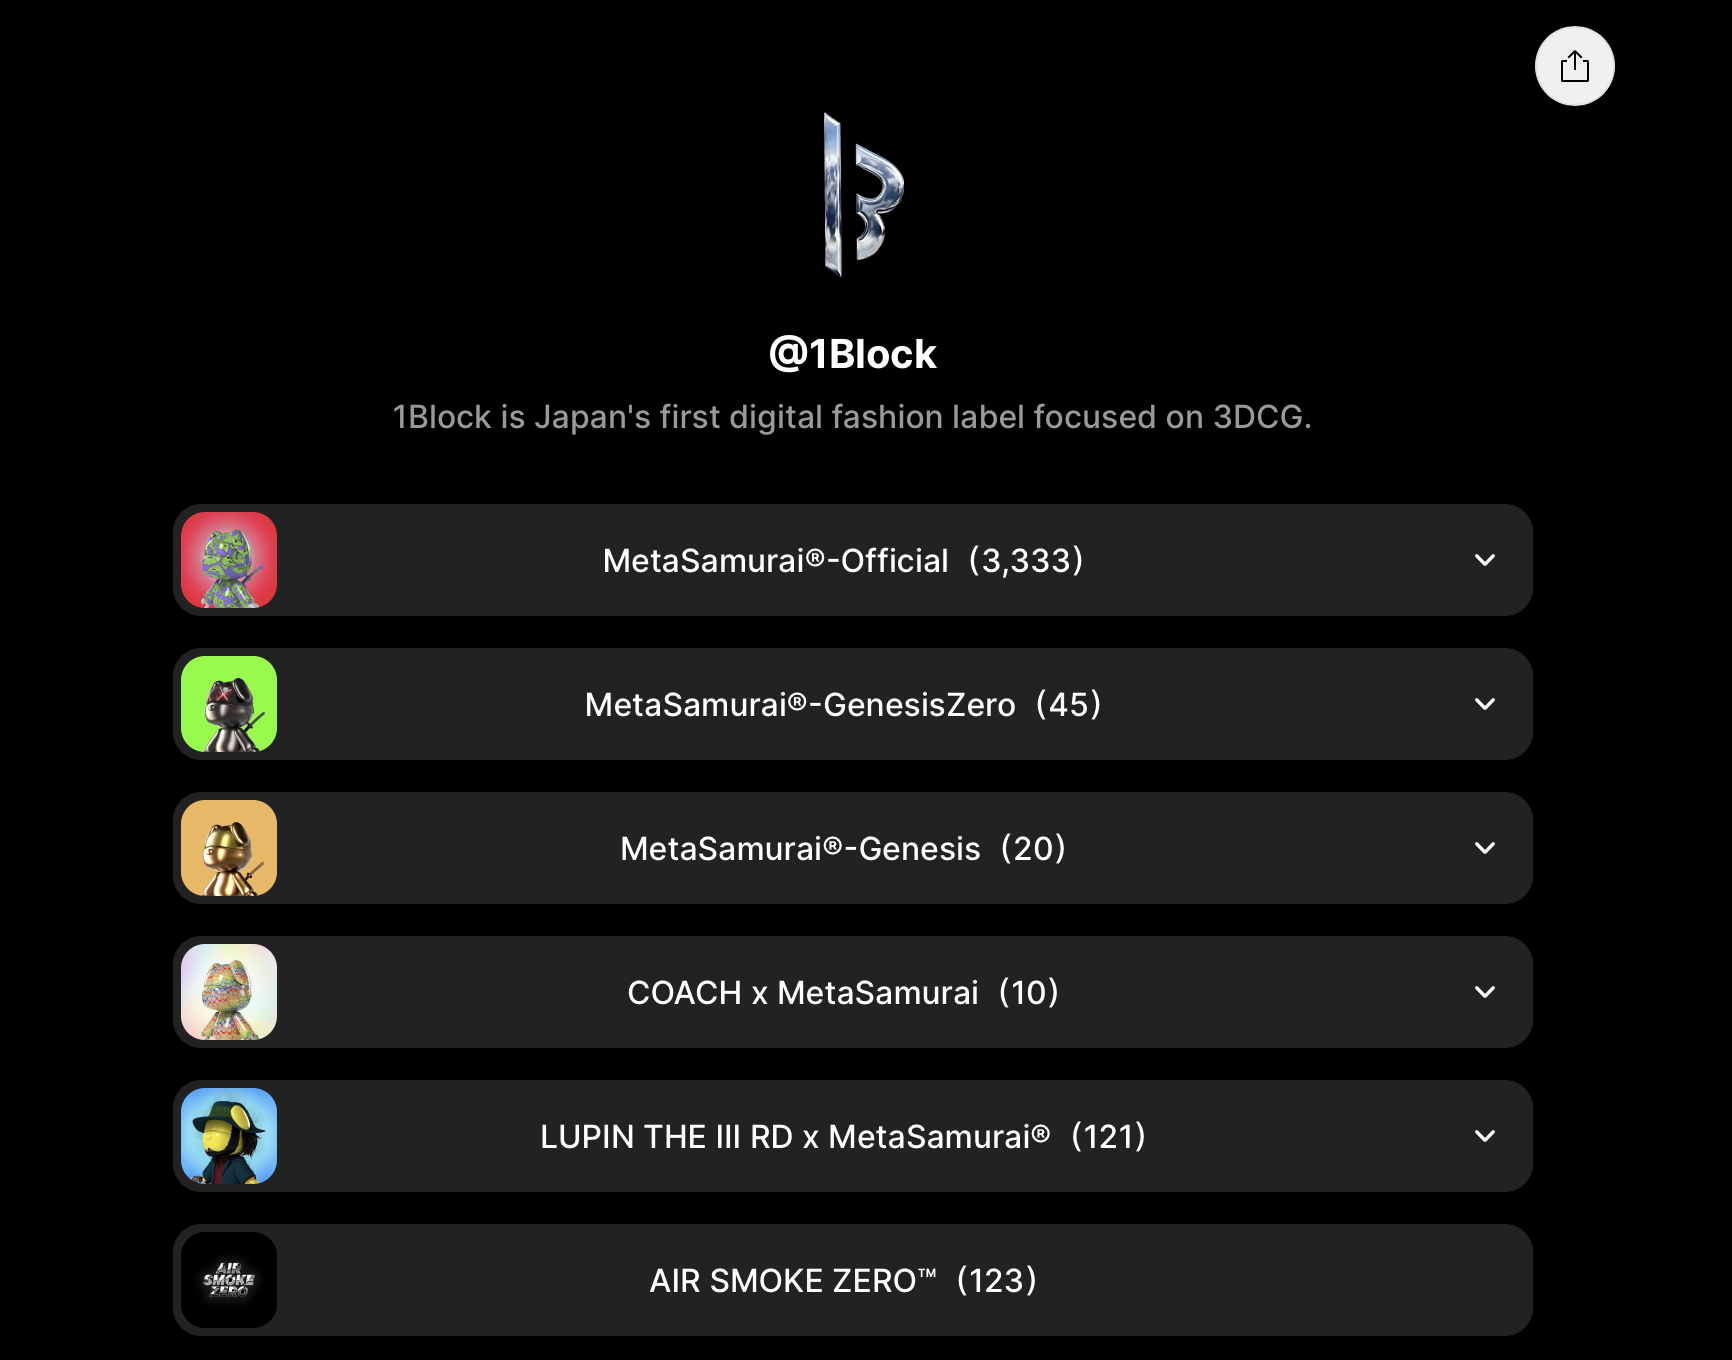 @1Block
1Block is Japan's first digital fashion label focused on 3DCG.
MetaSamurai®-Official (3,333)
MetaSamurai®-GenesisZero (45)
MetaSamurai®-Genesis (20)
COACH x MetaSamurai (10)
LUPIN THE III RD x MetaSamurai® (121)
AIR
SMOKE
ZERO
AIR SMOKE ZERO™ (123)